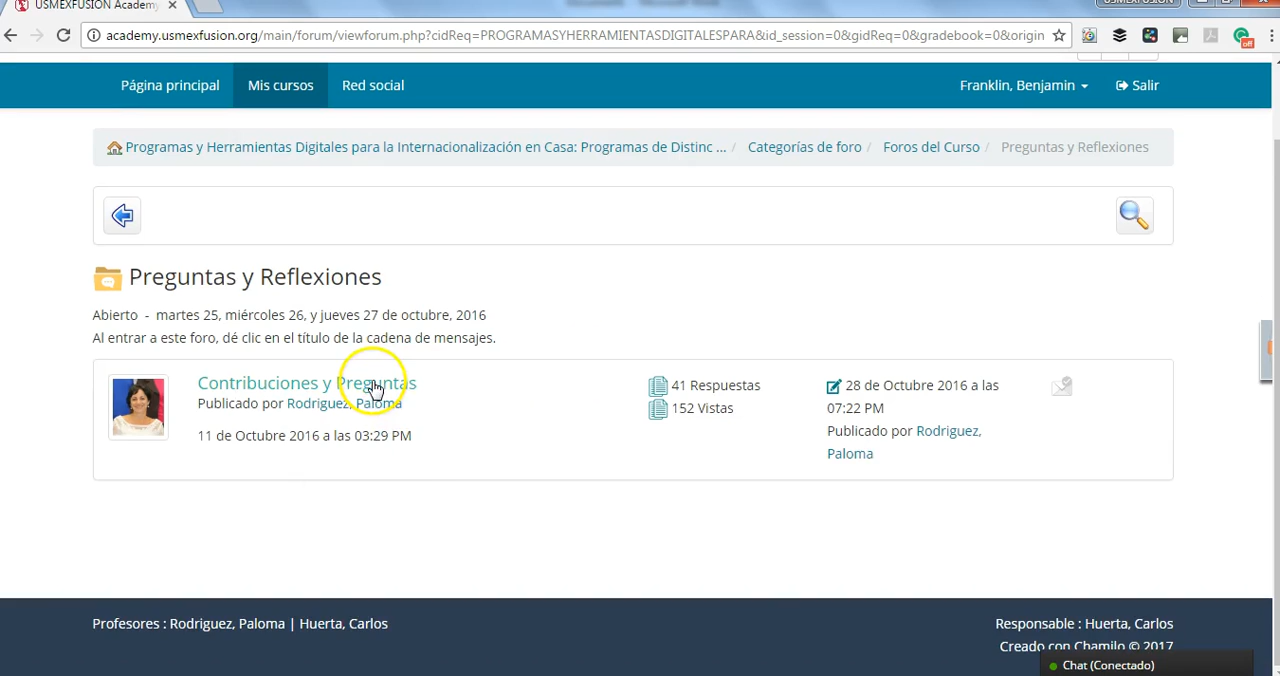 USMEXFUSION Academy
USMEXFUSION
academy.usmexfusion.org/main/forum/viewforum.php?cidReq=PROGRAMASYHERRAMIENTASDIGITALESPARA&id_session=0&gidReq=0&gradebook=0&origin
off
Página principal
Mis cursos
Red social
Franklin, Benjamin
Salir
Programas y Herramientas Digitales para la Internacionalización en Casa: Programas de Distinc ... / Categorías de foro / Foros del Curso / Preguntas y Reflexiones
Preguntas y Reflexiones
Abierto - martes 25, miércoles 26, y jueves 27 de octubre, 2016
Al entrar a este foro, dé clic en el título de la cadena de mensajes.
Contribuciones y Preguntas
Publicado por Rodriguez, Paloma
11 de Octubre 2016 a las 03:29 PM
41 Respuestas
152 Vistas
28 de Octubre 2016 a las
07:22 PM
Publicado por Rodriguez,
Paloma
Profesores : Rodriguez, Paloma | Huerta, Carlos
Responsable : Huerta, Carlos
Creado con Chamilo © 2017
Chat (Conectado)